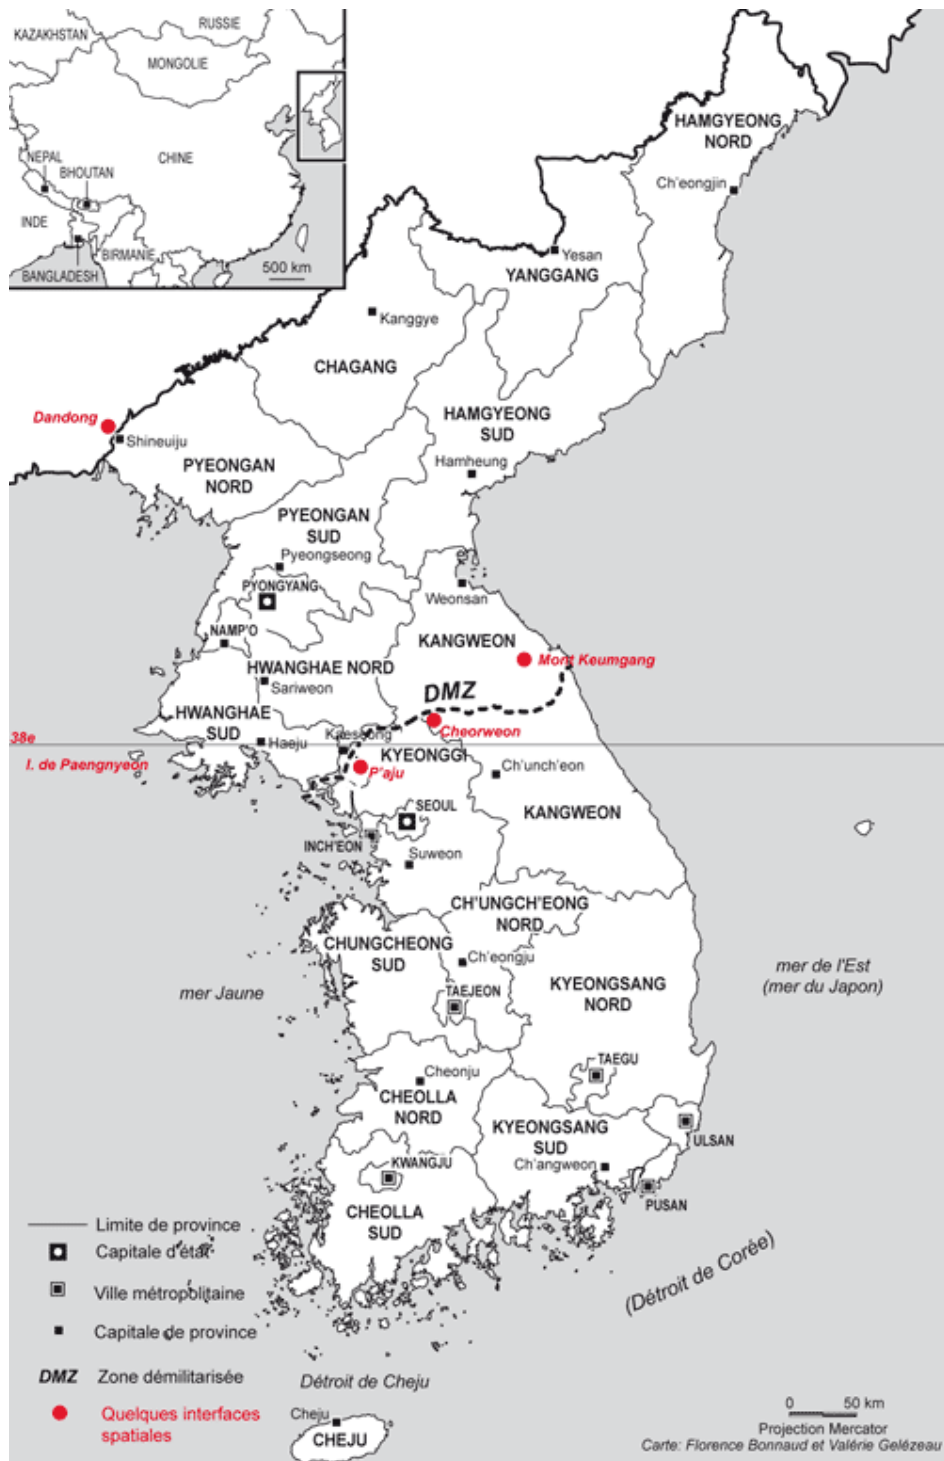 RUSSIE
KAZAKHSTAN
MONGOLIE
CHINE
NEPAL
BHOUTAN
INDE
BIRMANIE
BANGLADESH
500 km
HAMGYEONG
NORD
Ch'eongjin
Yesan
YANGGANG
Kanggye
CHAGANG
Dandong
Shineuiju
HAMGYEONG
SUD
Hamheung
PYEONGAN
NORD
PYEONGAN
SUD
Pyeongseong
PYONGYANG
Weonsan
NAMP'O
KANGWEON
Mont Keumgang
HWANGHAE NORD
Sariweon
DMZ
HWANGHAE
SUD
Cheorweon
38e
Haeju
Kaeseong
KYEONGGI
I. de Paengnyeon
P'aju
Ch'unch'eon
SEOUL
KANGWEON
INCH'EON
Suweon
CH'UNGCH'EONG
NORD
CHUNGCHEONG
SUD
Ch'eongju
mer Jaune
TAEJEON
KYEONGSANG
NORD
mer de l'Est
(mer du Japon)
TAEGU
Cheonju
CHEOLLA
NORD
KYEONGSANG
SUD
ULSAN
KWANGJU
Ch'angweon
PUSAN
CHEOLLA
SUD
(Détroit de Corée)
Limite de province
Capitale d'état
Ville métropolitaine
Capitale de province
DMZ Zone démilitarisée
Quelques interfaces
spatiales
Détroit de Cheju
Cheju
CHEJU
0 50 km
Projection Mercator
Carte: Florence Bonnaud et Valérie Gelézeau